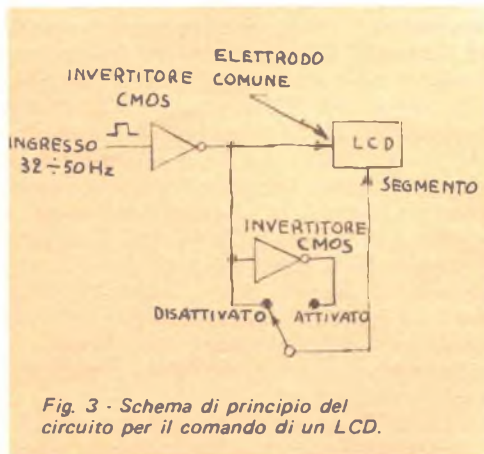 ELETTRODO
COMUNE
INVERTITORE
CMOS
INGRESSO
32÷50Hz
LCD
SEGMENTO
INVERTITORE
CMOS
DISATTIVATO
ATTIVATO
Fig. 3 - Schema di principio del
circuito per il comando di un LCD.